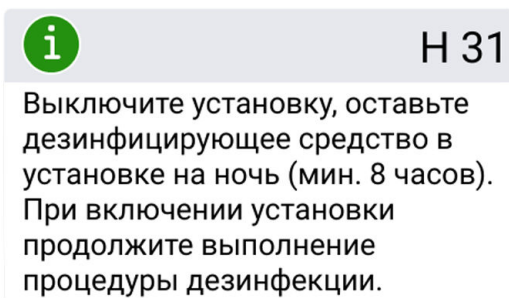 i
H 31
Выключите установку, оставьте
дезинфицирующее средство в
установке на ночь (мин. 8 часов).
При включении установки
продолжите выполнение
процедуры дезинфекции.